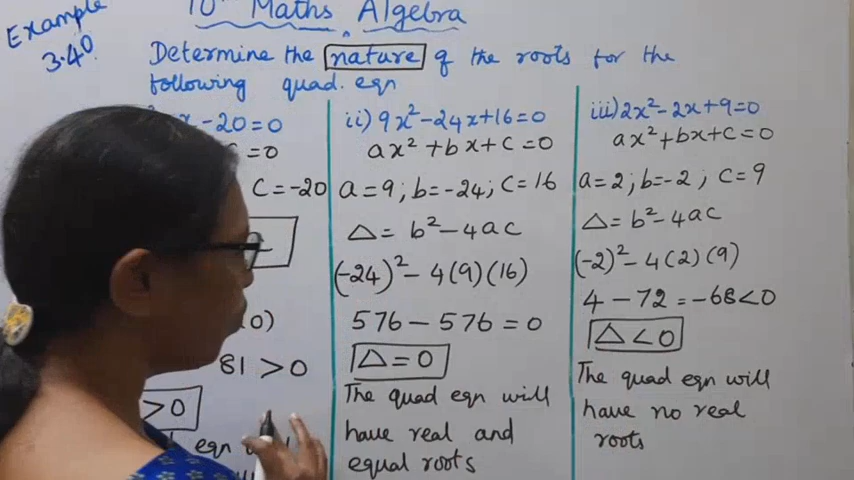 Example
3.40
10th Maths Algebra
Determine the nature of the roots for the
following quad. eqn
x - 20 = 0
c = 0
C = -20
81 > 0
> 0
eqn
ii) 9x² - 24x + 16 = 0
ax² + bx + c = 0
a = 9 ; b = -24 ; C = 16
△ = b² - 4ac
(-24)² - 4(9)(16)
576 - 576 = 0
△ = 0
The quad eqn will
have real and
equal roots
iii) 2x² - 2x + 9 = 0
ax² + bx + c = 0
a = 2 ; b = -2 ; C = 9
△ = b² - 4ac
(-2)² - 4(2)(9)
4 - 72 = -68 < 0
△ < 0
The quad eqn will
have no real
roots